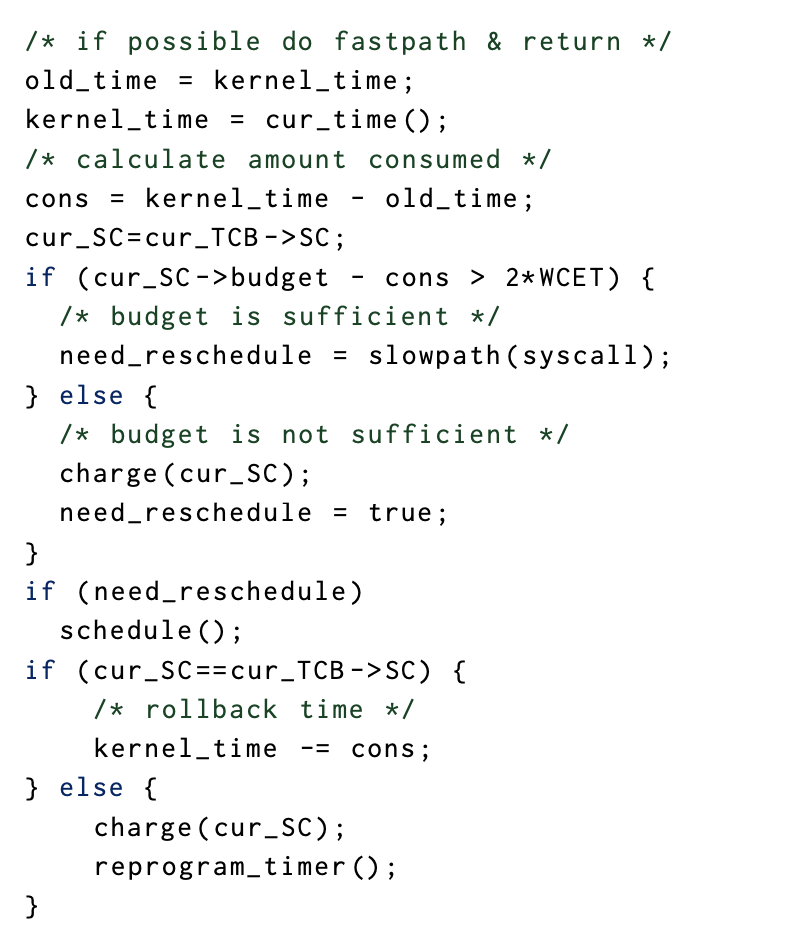 /* if possible do fastpath & return */
old_time = kernel_time;
kernel_time = cur_time();
/* calculate amount consumed */
cons = kernel_time - old_time;
cur_SC=cur_TCB->SC;
if (cur_SC->budget - cons > 2*WCET) {
  /* budget is sufficient */
  need_reschedule = slowpath(syscall);
} else {
  /* budget is not sufficient */
  charge(cur_SC);
  need_reschedule = true;
}
if (need_reschedule)
  schedule();
if (cur_SC==cur_TCB->SC) {
    /* rollback time */
    kernel_time -= cons;
} else {
    charge(cur_SC);
    reprogram_timer();
}